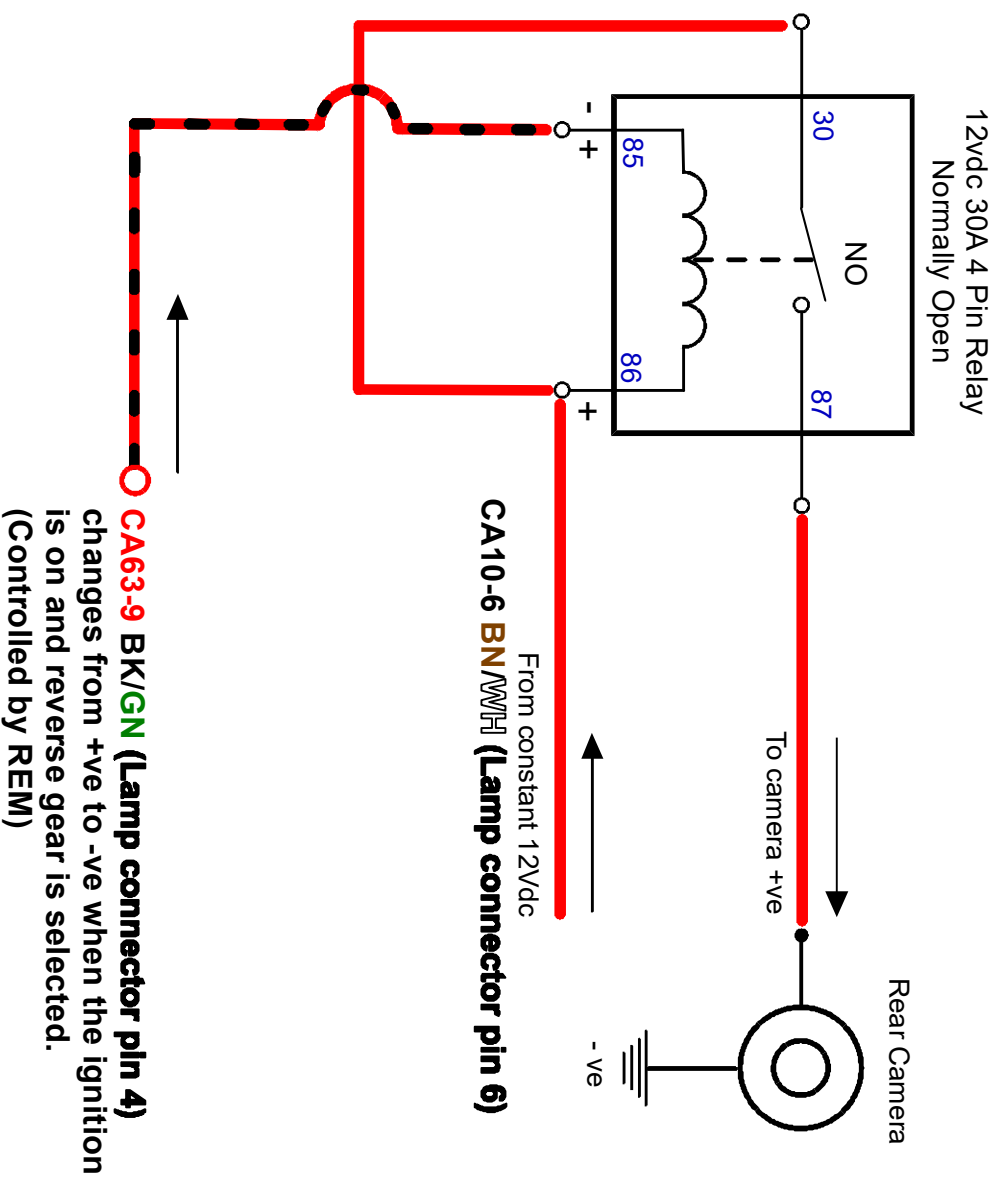 12vdc 30A 4 Pin Relay
Normally Open
30
NO
87
85
86
-
+
+
To camera +ve
Rear Camera
- ve
From constant 12Vdc
CA10-6 BN/WH (Lamp connector pin 6)
CA63-9 BK/GN (Lamp connector pin 4)
changes from +ve to -ve when the ignition
is on and reverse gear is selected.
(Controlled by REM)